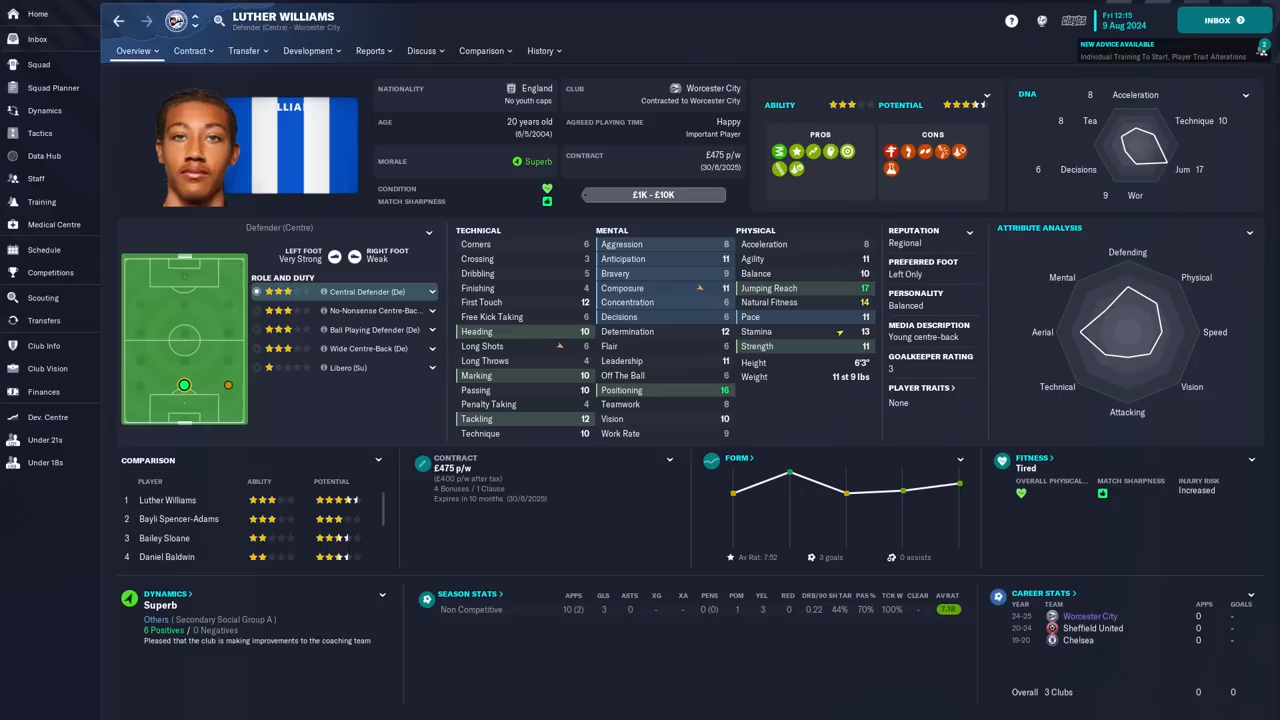 Home
Inbox
Squad
Squad Planner
Dynamics
Tactics
Data Hub
Staff
Training
Medical Centre
Schedule
Competitions
Scouting
Transfers
Club Info
Club Vision
Finances
Dev. Centre
Under 21s
Under 18s
LUTHER WILLIAMS
Defender (Centre) - Worcester City
Fri 12:15
9 Aug 2024
INBOX
NEW ADVICE AVAILABLE 2
Individual Training To Start, Player Trait Alterations
Overview Contract Transfer Development Reports Discuss Comparison History
NATIONALITY England
No youth caps
AGE 20 years old
(6/5/2004)
MORALE Superb
CONDITION
MATCH SHARPNESS
CLUB Worcester City
Contracted to Worcester City
AGREED PLAYING TIME Happy
Important Player
CONTRACT £475 p/w
(30/6/2025)
£1K - £10K
ABILITY POTENTIAL
PROS CONS
DNA
8 Acceleration
8 Tea
Technique 10
6 Decisions
Jum 17
9
Wor
Defender (Centre)
LEFT FOOT
Very Strong
RIGHT FOOT
Weak
ROLE AND DUTY
Central Defender (De)
No-Nonsense Centre-Bac...
Ball Playing Defender (De)
Wide Centre-Back (De)
Libero (Su)
TECHNICAL
Corners 6
Crossing 3
Dribbling 5
Finishing 4
First Touch 12
Free Kick Taking 6
Heading 10
Long Shots 6
Long Throws 4
Marking 10
Passing 10
Penalty Taking 4
Tackling 12
Technique 10
MENTAL
Aggression 8
Anticipation 11
Bravery 9
Composure 11
Concentration 6
Decisions 6
Determination 12
Flair 6
Leadership 11
Off The Ball 6
Positioning 16
Teamwork 8
Vision 10
Work Rate 9
PHYSICAL
Acceleration 8
Agility 11
Balance 10
Jumping Reach 17
Natural Fitness 14
Pace 11
Stamina 13
Strength 11
Height 6'3"
Weight 11 st 9 lbs
REPUTATION
Regional
PREFERRED FOOT
Left Only
PERSONALITY
Balanced
MEDIA DESCRIPTION
Young centre-back
GOALKEEPER RATING
3
PLAYER TRAITS >
None
ATTRIBUTE ANALYSIS
Defending
Mental Physical
Aerial Speed
Technical Vision
Attacking
COMPARISON
PLAYER ABILITY POTENTIAL
1 Luther Williams
2 Bayli Spencer-Adams
3 Bailey Sloane
4 Daniel Baldwin
CONTRACT
£475 p/w
(£400 p/w after tax)
4 Bonuses / 1 Clause
Expires in 10 months (30/6/2025)
FORM >
Av Rat: 7.52 3 goals 0 assists
FITNESS >
Tired
OVERALL PHYSICAL... MATCH SHARPNESS INJURY RISK
Increased
DYNAMICS >
Superb
Others ( Secondary Social Group A )
6 Positives / 0 Negatives
Pleased that the club is making improvements to the coaching team
SEASON STATS > APPS GLS ASTS XG XA PENS POM YEL RED DRB/90 SH TAR PAS % TCK W CLEAR AV RAT
Non Competitive 10 (2) 3 - - - 0 (0) 1 3 0 0.22 44% 70% 100% - 7.18
CAREER STATS >
YEAR TEAM APPS GOALS
24-25 Worcester City 0 -
20-24 Sheffield United 0 -
19-20 Chelsea 0 -
Overall 3 Clubs 0 0